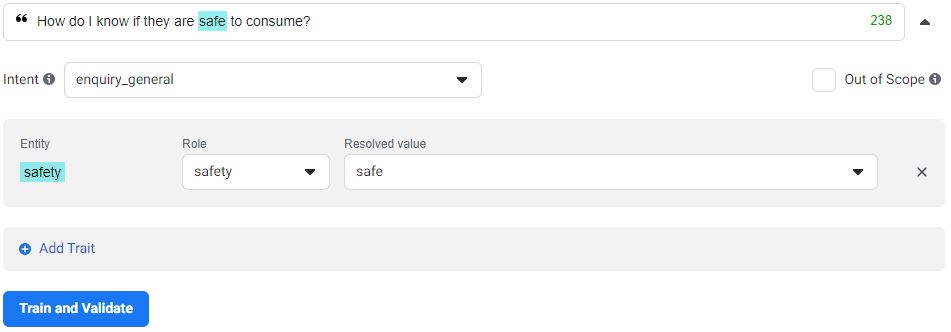 ❝ How do I know if they are safe to consume? 238
Intent enquiry_general Out of Scope
Entity Role Resolved value
safety safety safe
Add Trait
Train and Validate